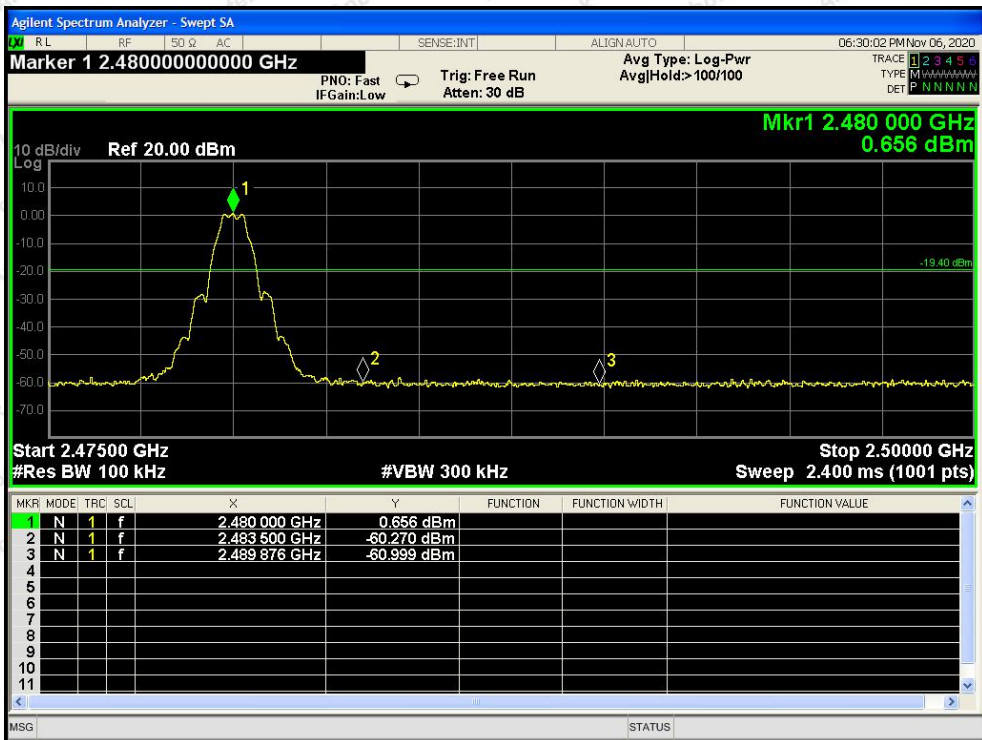 Agilent Spectrum Analyzer - Swept SA
LXI RL RF 50 Ω AC SENSE:INT ALIGN AUTO 06:30:02 PM Nov 06, 2020
Marker 1 2.480000000000 GHz
PNO: Fast
IFGain:Low
Trig: Free Run
Atten: 30 dB
Avg Type: Log-Pwr
Avg|Hold:> 100/100
TRACE 1 2 3 4 5 6
TYPE M
DET P N N N N N
Mkr1 2.480 000 GHz
0.656 dBm
10 dB/div Ref 20.00 dBm
Log
10.0
0.00
-10.0
-20.0
-30.0
-40.0
-50.0
-60.0
-70.0
1
-19.40 dBm
2
3
Start 2.47500 GHz Stop 2.50000 GHz
#Res BW 100 kHz #VBW 300 kHz Sweep 2.400 ms (1001 pts)
MKR MODE TRC SCL X Y FUNCTION FUNCTION WIDTH FUNCTION VALUE
1 N 1 f 2.480 000 GHz 0.656 dBm
2 N 1 f 2.483 500 GHz -60.270 dBm
3 N 1 f 2.489 876 GHz -60.999 dBm
4
5
6
7
8
9
10
11
MSG STATUS